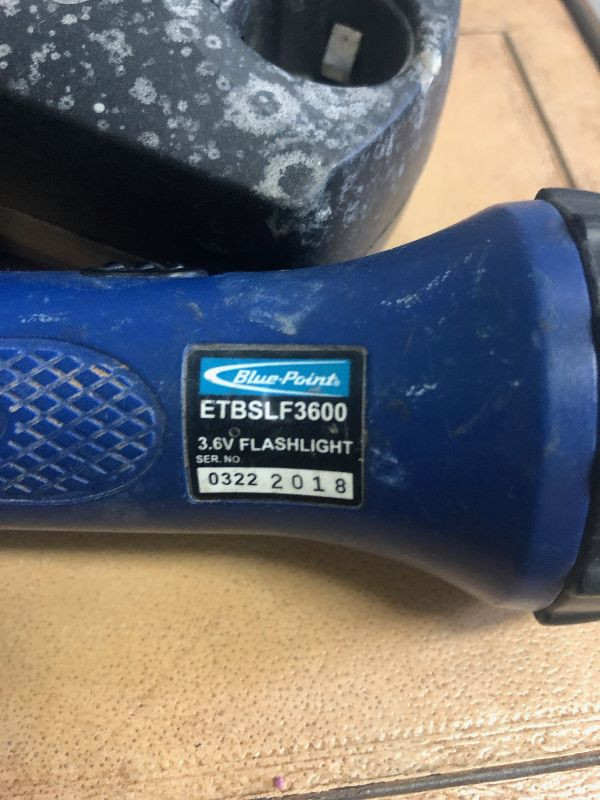 Blue-Point®
ETBSLF3600
3.6V FLASHLIGHT
SER. NO.
0322 2018